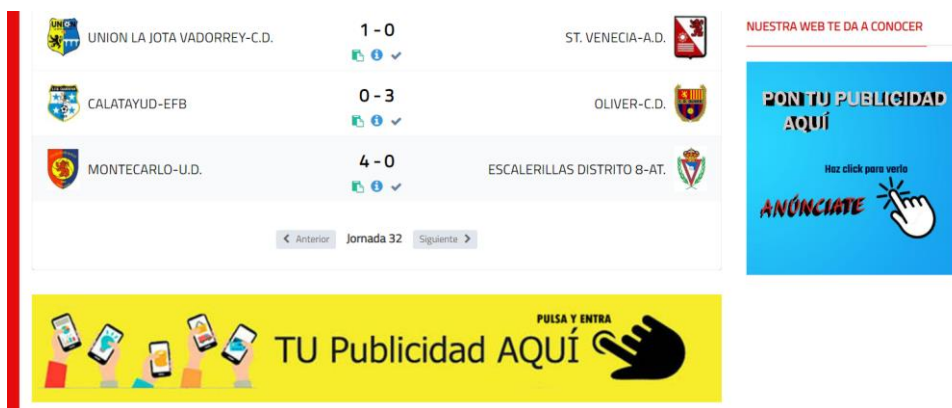 UNION LA JOTA VADORREY-C.D.
1 - 0
ST. VENECIA-A.D.
CALATAYUD-EFB
0 - 3
OLIVER-C.D.
MONTECARLO-U.D.
4 - 0
ESCALERILLAS DISTRITO 8-AT.
Anterior Jornada 32 Siguiente
NUESTRA WEB TE DA A CONOCER
PON TU PUBLICIDAD
AQUÍ
Haz click para verlo
ANÚNCIATE
PULSA Y ENTRA
TU Publicidad AQUÍ